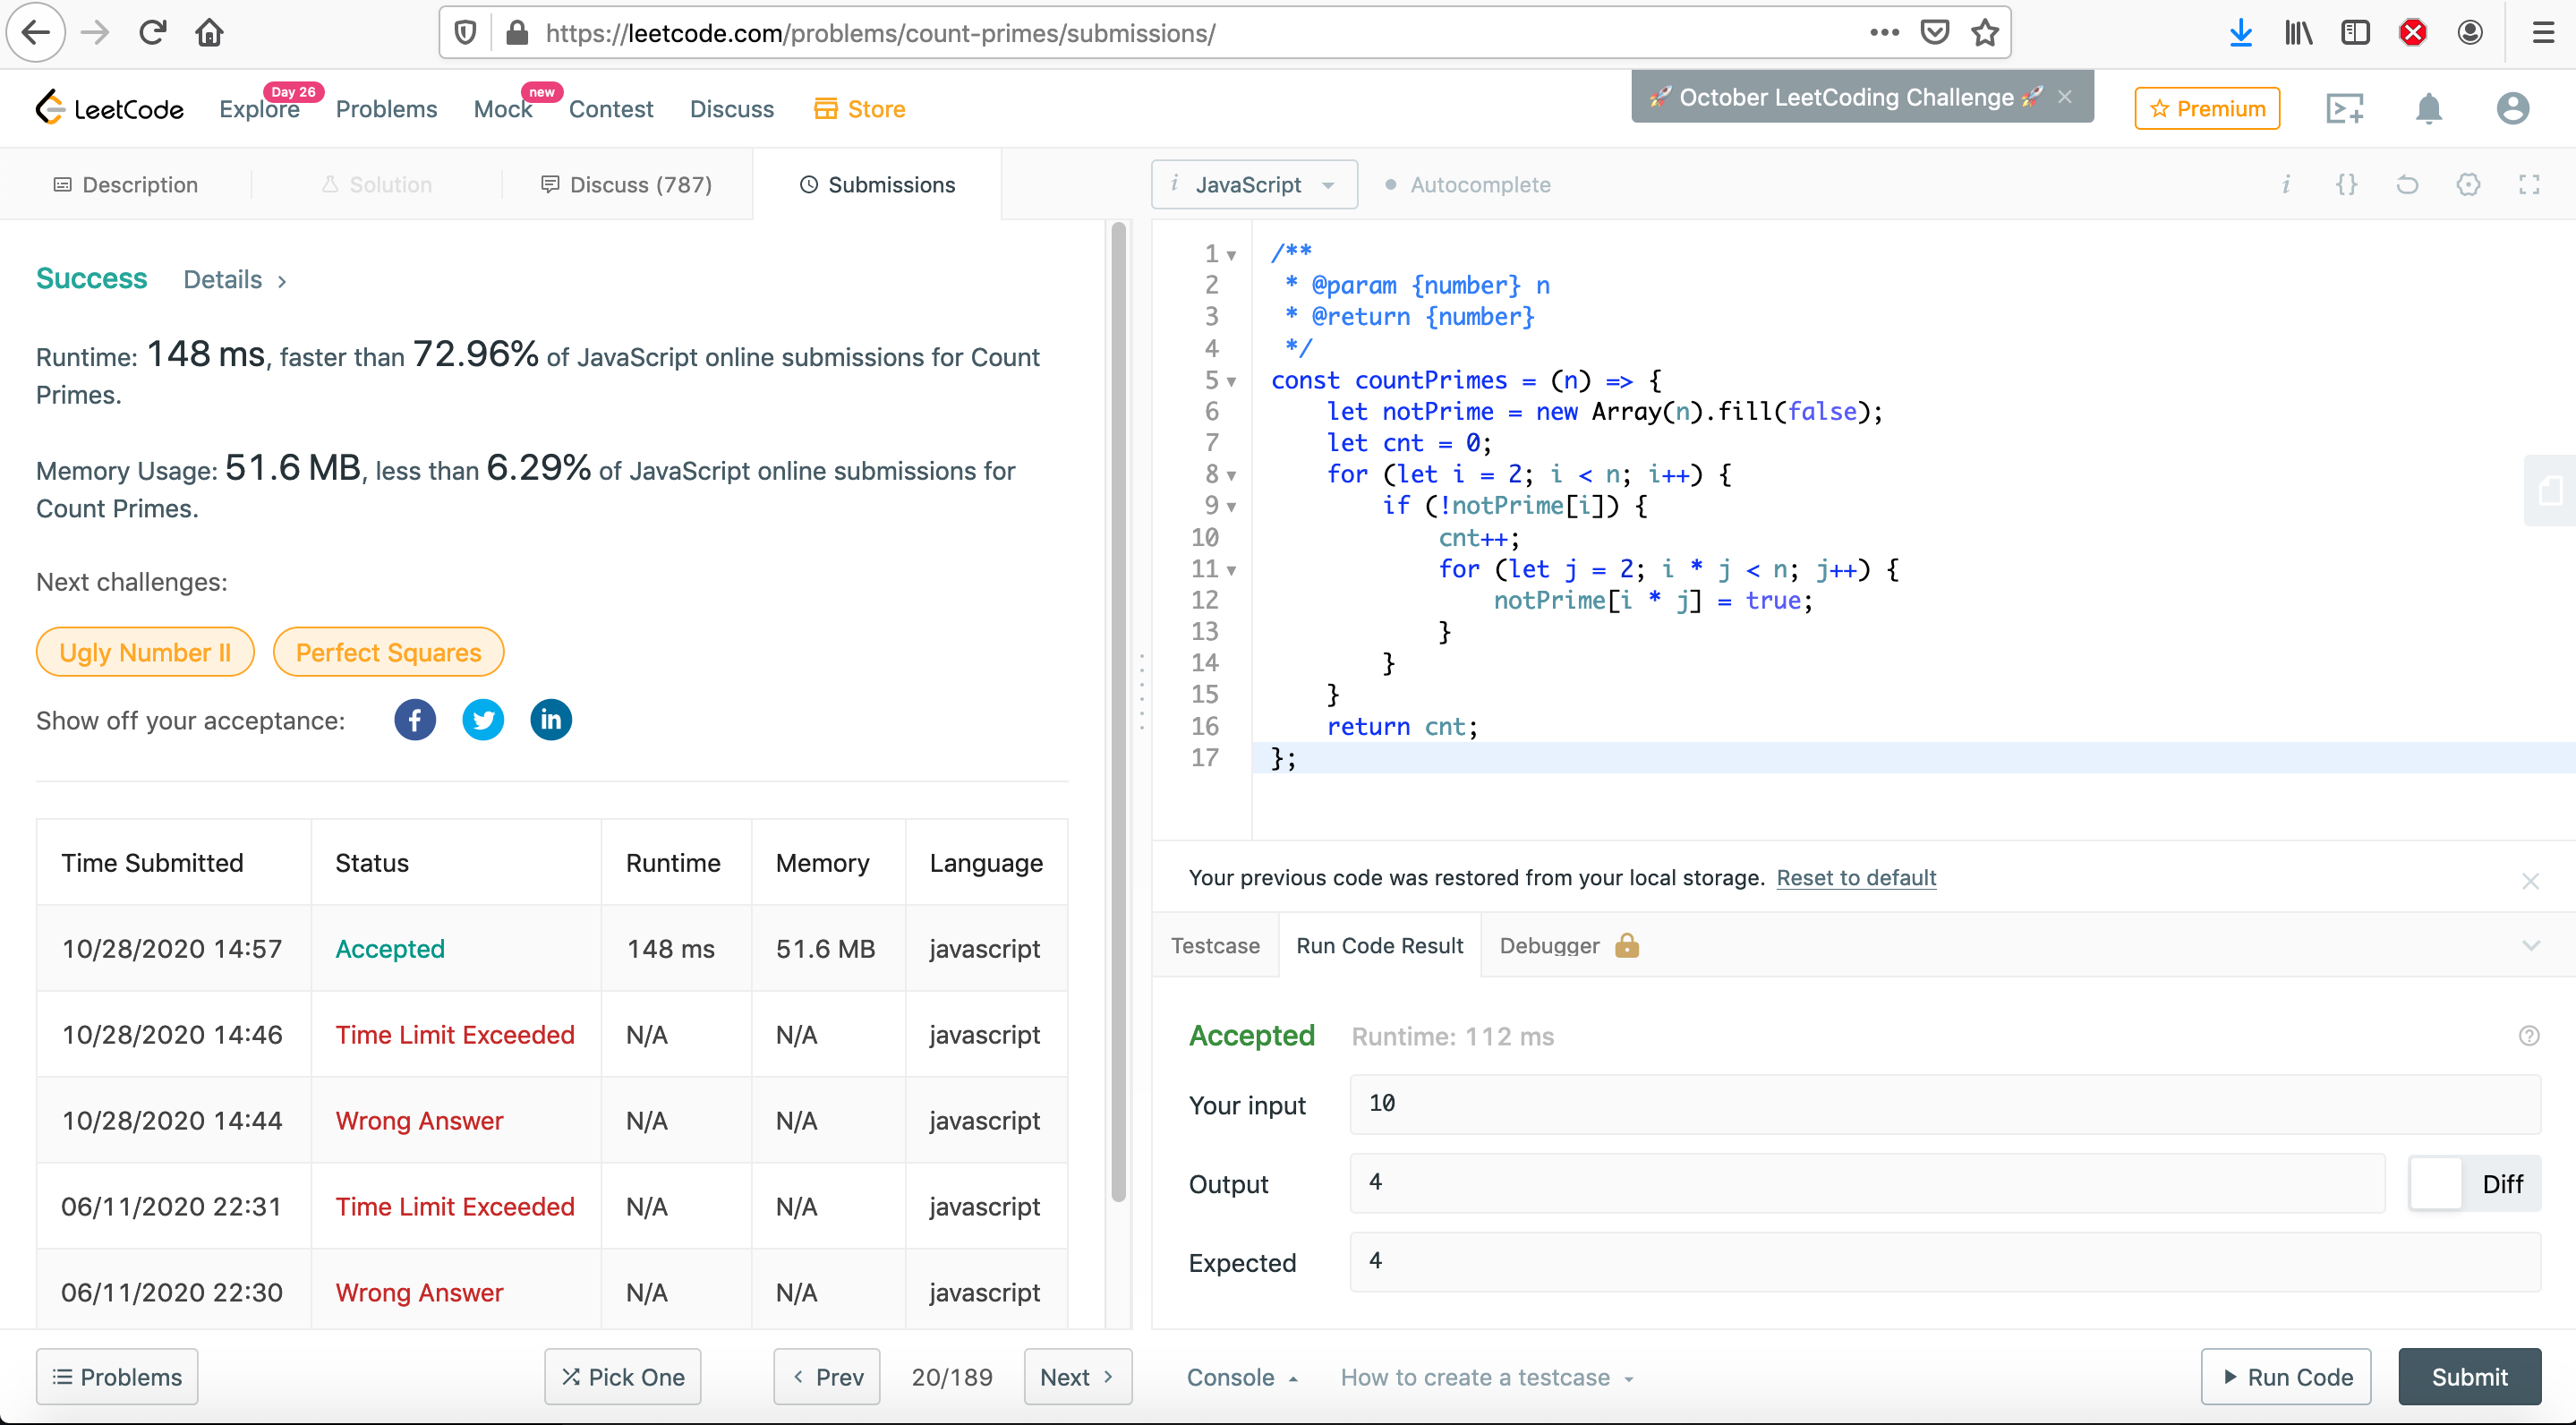 https://leetcode.com/problems/count-primes/submissions/
LeetCode
Explore
Day 26
Problems
Mock
new
Contest
Discuss
Store
🚀 October LeetCoding Challenge 🚀
Premium
Description
Solution
Discuss (787)
Submissions
i JavaScript
Autocomplete
i
{}
Success
Details
Runtime: 148 ms, faster than 72.96% of JavaScript online submissions for Count
Primes.
Memory Usage: 51.6 MB, less than 6.29% of JavaScript online submissions for
Count Primes.
Next challenges:
Ugly Number II
Perfect Squares
Show off your acceptance:
Time Submitted Status Runtime Memory Language
10/28/2020 14:57 Accepted 148 ms 51.6 MB javascript
10/28/2020 14:46 Time Limit Exceeded N/A N/A javascript
10/28/2020 14:44 Wrong Answer N/A N/A javascript
06/11/2020 22:31 Time Limit Exceeded N/A N/A javascript
06/11/2020 22:30 Wrong Answer N/A N/A javascript
Problems
Pick One
Prev
20/189
Next
1 /**
2  * @param {number} n
3  * @return {number}
4  */
5 const countPrimes = (n) => {
6     let notPrime = new Array(n).fill(false);
7     let cnt = 0;
8     for (let i = 2; i < n; i++) {
9         if (!notPrime[i]) {
10             cnt++;
11             for (let j = 2; i * j < n; j++) {
12                 notPrime[i * j] = true;
13             }
14         }
15     }
16     return cnt;
17 };
Your previous code was restored from your local storage. Reset to default
Testcase
Run Code Result
Debugger
Accepted
Runtime: 112 ms
Your input
10
Output
4
Diff
Expected
4
Console
How to create a testcase
Run Code
Submit